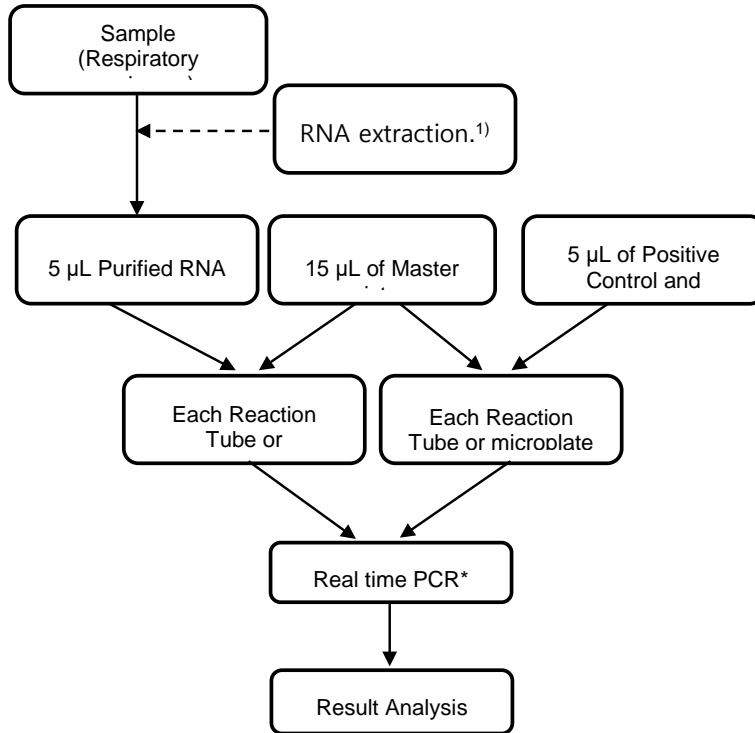 Sample
(Respiratory
RNA extraction.¹⁾
5 µL Purified RNA
15 µL of Master
5 µL of Positive
Control and
Each Reaction
Tube or
Each Reaction
Tube or microplate
Real time PCR*
Result Analysis